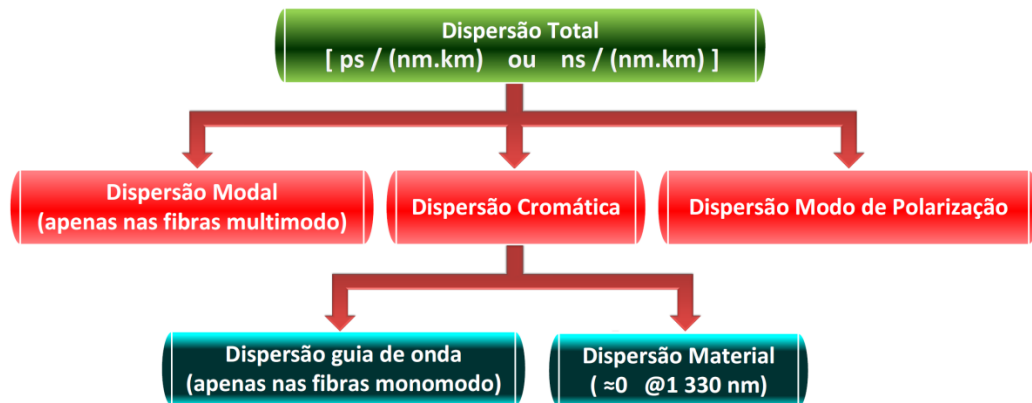 Dispersão Total
[ ps / (nm.km) ou ns / (nm.km) ]
Dispersão Modal
(apenas nas fibras multimodo)
Dispersão Cromática
Dispersão Modo de Polarização
Dispersão guia de onda
(apenas nas fibras monomodo)
Dispersão Material
( ≈0 @1 330 nm)